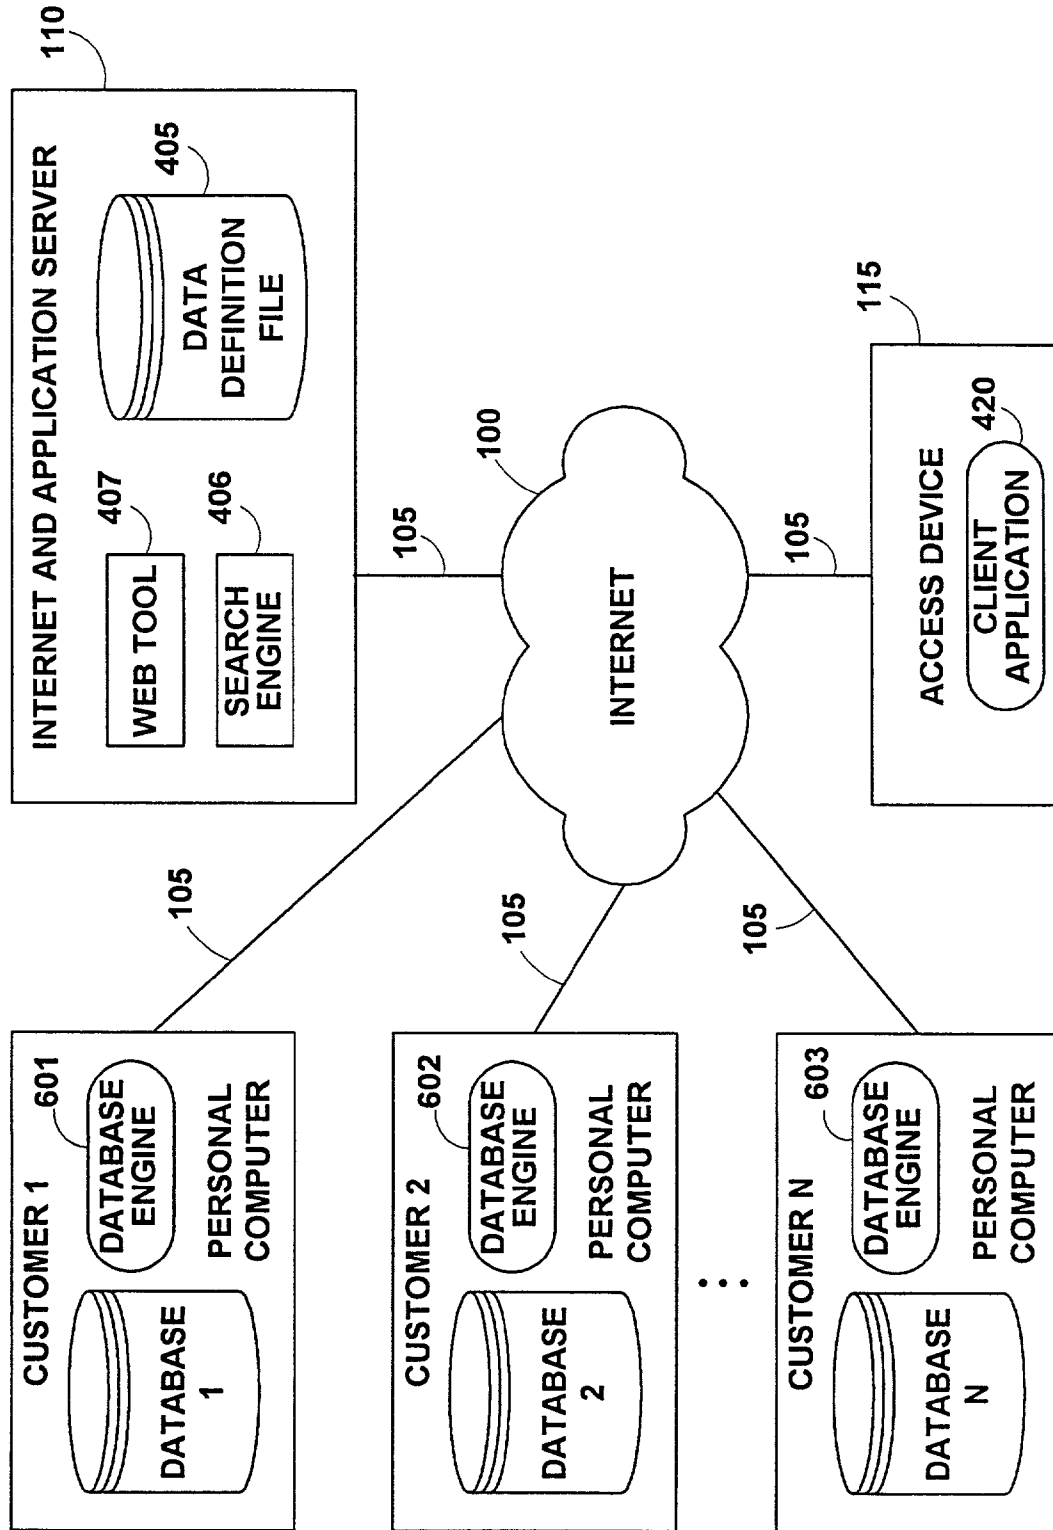 CUSTOMER 1
601
DATABASE
ENGINE
DATABASE
1
PERSONAL
COMPUTER
105
INTERNET AND APPLICATION SERVER
110
407
WEB TOOL
406
SEARCH
ENGINE
405
DATA
DEFINITION
FILE
CUSTOMER 2
602
DATABASE
ENGINE
DATABASE
2
PERSONAL
COMPUTER
105
105
100
INTERNET
CUSTOMER N
603
DATABASE
ENGINE
DATABASE
N
PERSONAL
COMPUTER
105
105
115
ACCESS DEVICE
420
CLIENT
APPLICATION